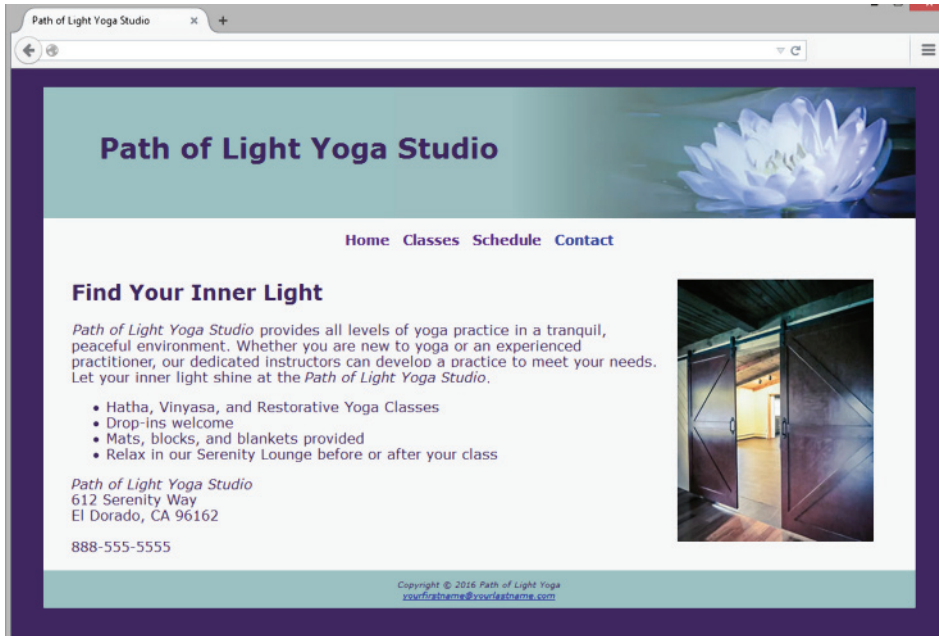 Path of Light Yoga Studio
Path of Light Yoga Studio
Home Classes Schedule Contact
Find Your Inner Light
Path of Light Yoga Studio provides all levels of yoga practice in a tranquil,
peaceful environment. Whether you are new to yoga or an experienced
practitioner, our dedicated instructors can develop a practice to meet your needs.
Let your inner light shine at the Path of Light Yoga Studio.
• Hatha, Vinyasa, and Restorative Yoga Classes
• Drop-ins welcome
• Mats, blocks, and blankets provided
• Relax in our Serenity Lounge before or after your class
Path of Light Yoga Studio
612 Serenity Way
El Dorado, CA 96162
888-555-5555
Copyright © 2016 Path of Light Yoga
yourfirstname@yourlastname.com